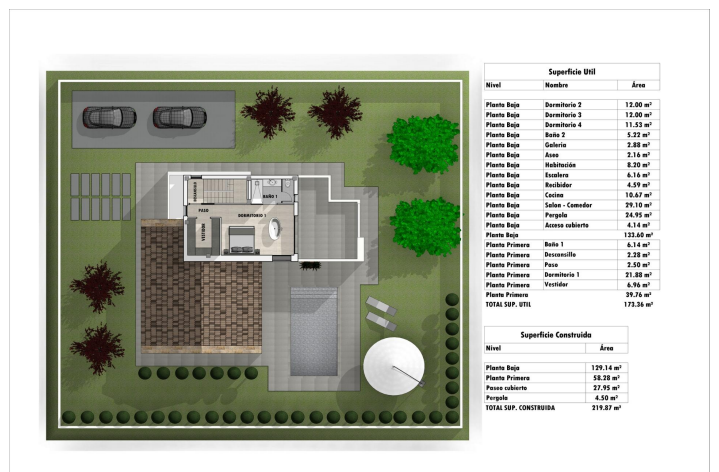 Superficie Util
Nivel Nombre Área
Planta Baja Dormitorio 2 12.00 m²
Planta Baja Dormitorio 3 12.00 m²
Planta Baja Dormitorio 4 11.53 m²
Planta Baja Baño 2 5.22 m²
Planta Baja Galeria 2.88 m²
Planta Baja Aseo 2.16 m²
Planta Baja Habitación 8.20 m²
Planta Baja Escalera 6.16 m²
Planta Baja Recibidor 4.59 m²
Planta Baja Cocina 10.67 m²
Planta Baja Salon - Comedor 29.10 m²
Planta Baja Pergola 24.95 m²
Planta Baja Acceso cubierto 4.14 m²
Planta Baja 133.60 m²
Planta Primera Baño 1 6.14 m²
Planta Primera Descansillo 2.28 m²
Planta Primera Paso 2.50 m²
Planta Primera Dormitorio 1 21.88 m²
Planta Primera Vestidor 6.96 m²
Planta Primera 39.76 m²
TOTAL SUP. UTIL 173.36 m²
Superficie Construida
Nivel Área
Planta Baja 129.14 m²
Planta Primera 58.28 m²
Paseo cubierto 27.95 m²
Pergola 4.50 m²
TOTAL SUP. CONSTRUIDA 219.87 m²
BAÑO 1
PASO
DORMITORIO 1
VESTIDOR